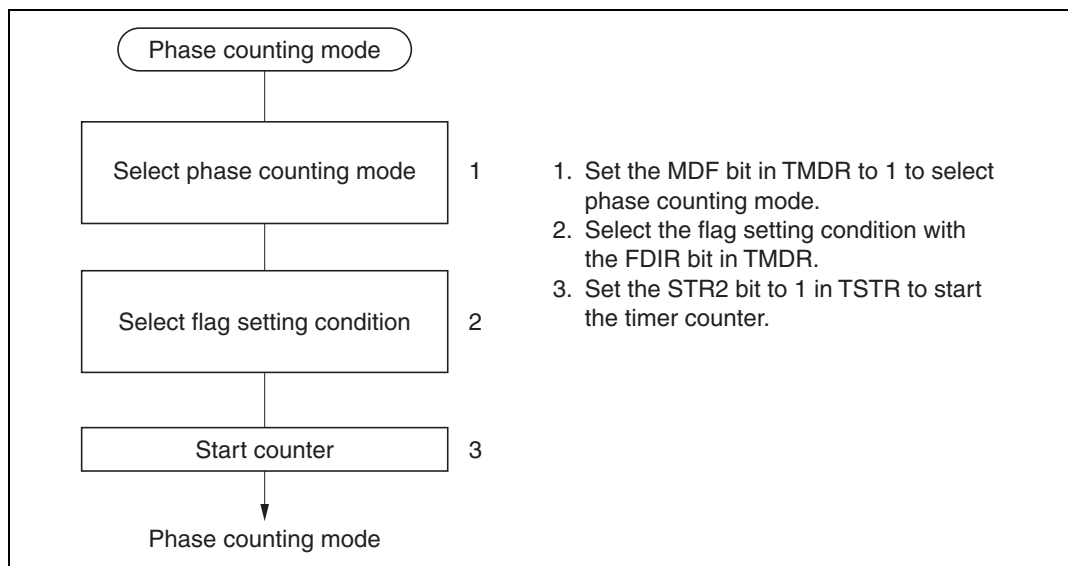 Phase counting mode
Select phase counting mode
1
Select flag setting condition
2
Start counter
3
Phase counting mode
1. Set the MDF bit in TMDR to 1 to select
phase counting mode.
2. Select the flag setting condition with
the FDIR bit in TMDR.
3. Set the STR2 bit to 1 in TSTR to start
the timer counter.